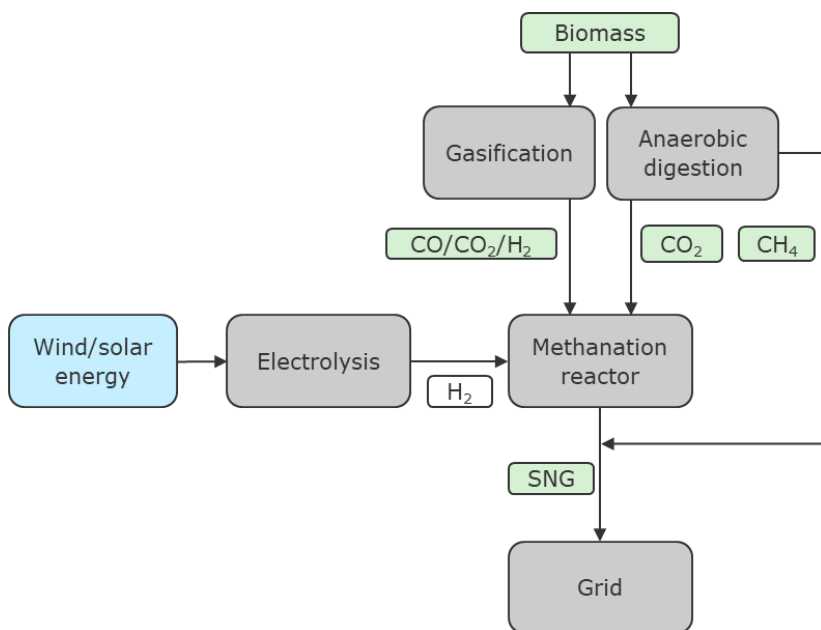 Biomass
Gasification
Anaerobic
digestion
CO/CO₂/H₂
CO₂
CH₄
Wind/solar
energy
Electrolysis
H₂
Methanation
reactor
SNG
Grid